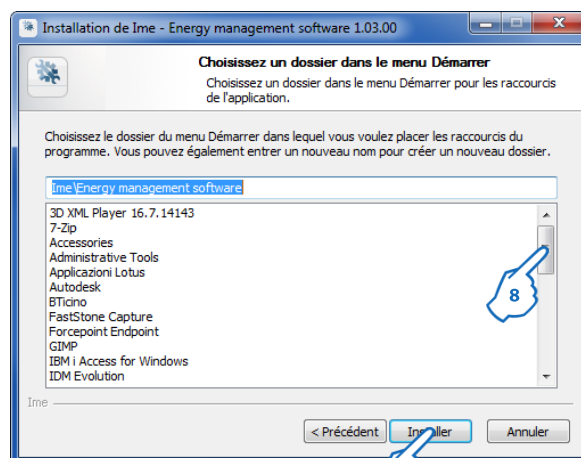 Installation de Ime - Energy management software 1.03.00
Choisissez un dossier dans le menu Démarrer
Choisissez un dossier dans le menu Démarrer pour les raccourcis
de l'application.
Choisissez le dossier du menu Démarrer dans lequel vous voulez placer les raccourcis du
programme. Vous pouvez également entrer un nouveau nom pour créer un nouveau dossier.
Ime\Energy management software
3D XML Player 16.7.14143
7-Zip
Accessories
Administrative Tools
Applicazioni Lotus
Autodesk
BTicino
FastStone Capture
Forcepoint Endpoint
GIMP
IBM i Access for Windows
IDM Evolution
8
Ime
< Précédent Installer Annuler